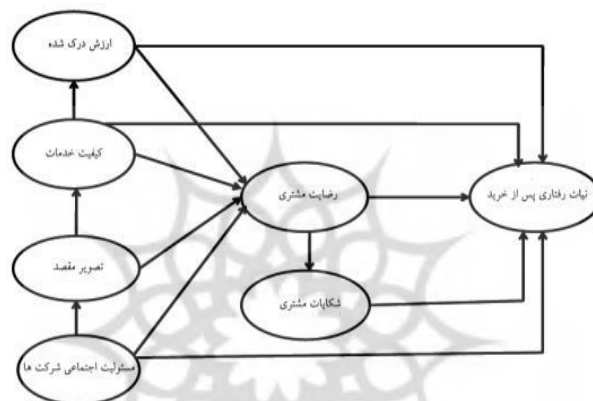 ارزش درک شده
کیفیت خدمات
رضایت مشتری
نیات رفتاری پس از خرید
تصویر مقصد
شکایات مشتری
مسئولیت اجتماعی شرکت ها